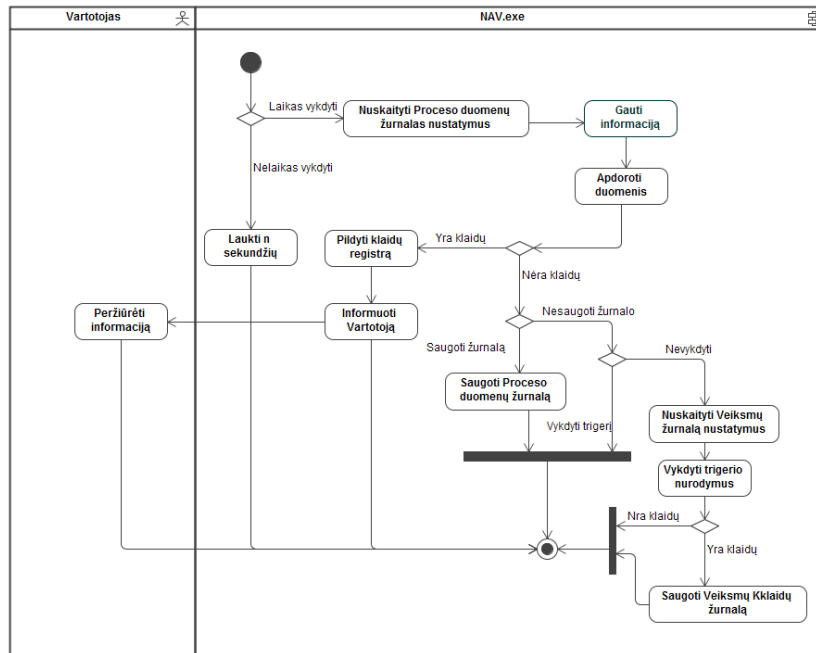 Vartotojas
NAV.exe
Laikas vykdyti
Nuskaityti Proceso duomenų
žurnalas nustatymus
Gauti
informaciją
Nelaikas vykdyti
Apdoroti
duomenis
Laukti n
sekundžių
Pildyti klaidų
registrą
Yra klaidų
Nėra klaidų
Peržiūrėti
informaciją
Informuoti
Vartotoją
Nesaugoti žurnalo
Saugoti žurnalą
Nevykdyti
Saugoti Proceso
duomenų žurnalą
Nuskaityti Veiksmų
žurnalą nustatymus
Vykdyti trigerį
Vykdyti trigerio
nurodymus
Nra klaidų
Yra klaidų
Saugoti Veiksmų Kklaidų
žurnalą